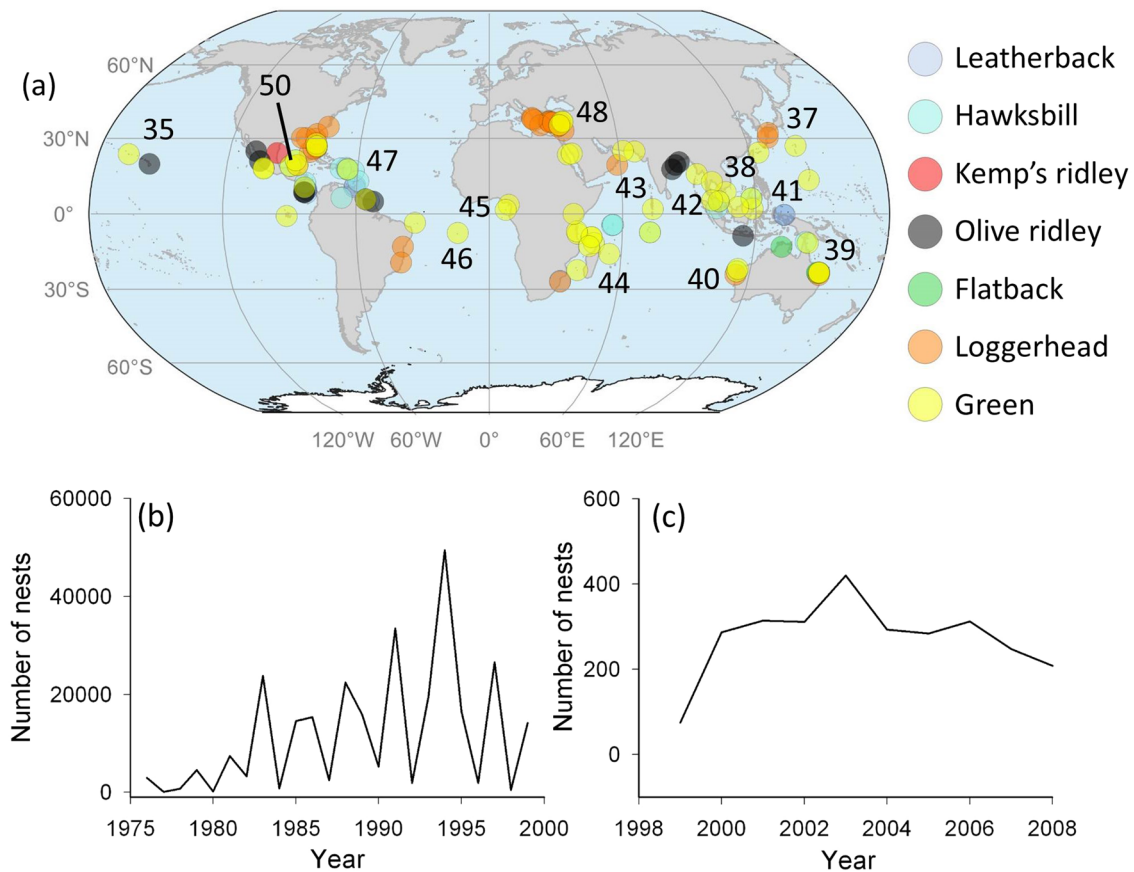 (a)
60°N
30°N
0°
30°S
60°S
120°W 60°W 0° 60°E 120°E
35
50
48
37
47
43
38
42
41
45
46
44
40
39
Leatherback
Hawksbill
Kemp's ridley
Olive ridley
Flatback
Loggerhead
Green
(b)
Number of nests
60000
40000
20000
0
1975 1980 1985 1990 1995 2000
Year
(c)
Number of nests
600
400
200
0
1998 2000 2002 2004 2006 2008
Year